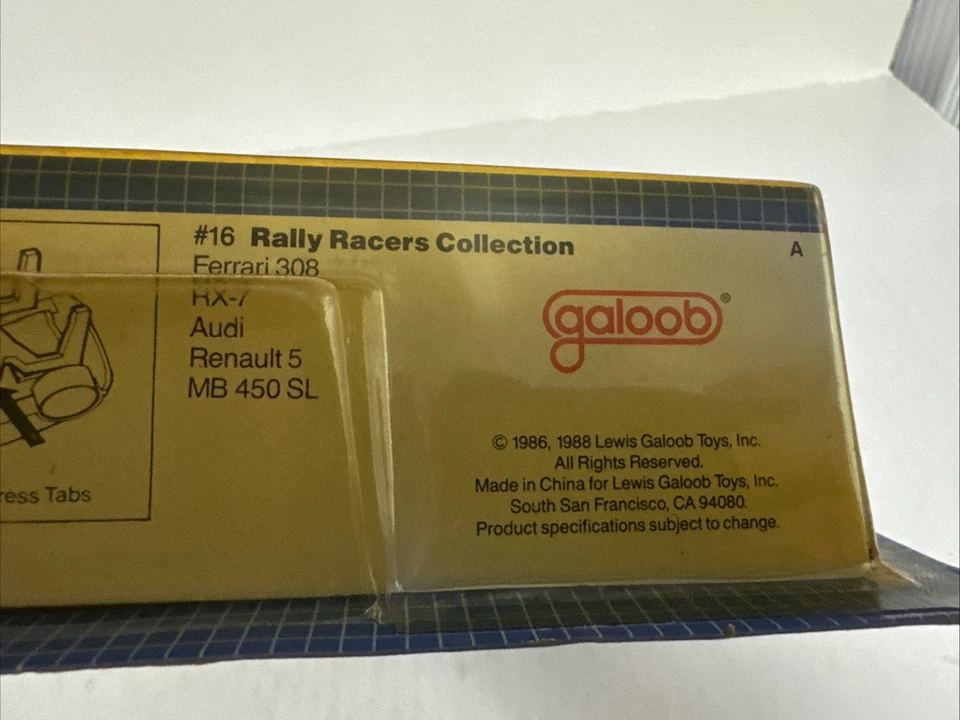 #16 Rally Racers Collection
Ferrari 308
RX-7
Audi
Renault 5
MB 450 SL
Tabs
A
galoob®
© 1986, 1988 Lewis Galoob Toys, Inc.
All Rights Reserved.
Made in China for Lewis Galoob Toys, Inc.
South San Francisco, CA 94080.
Product specifications subject to change.